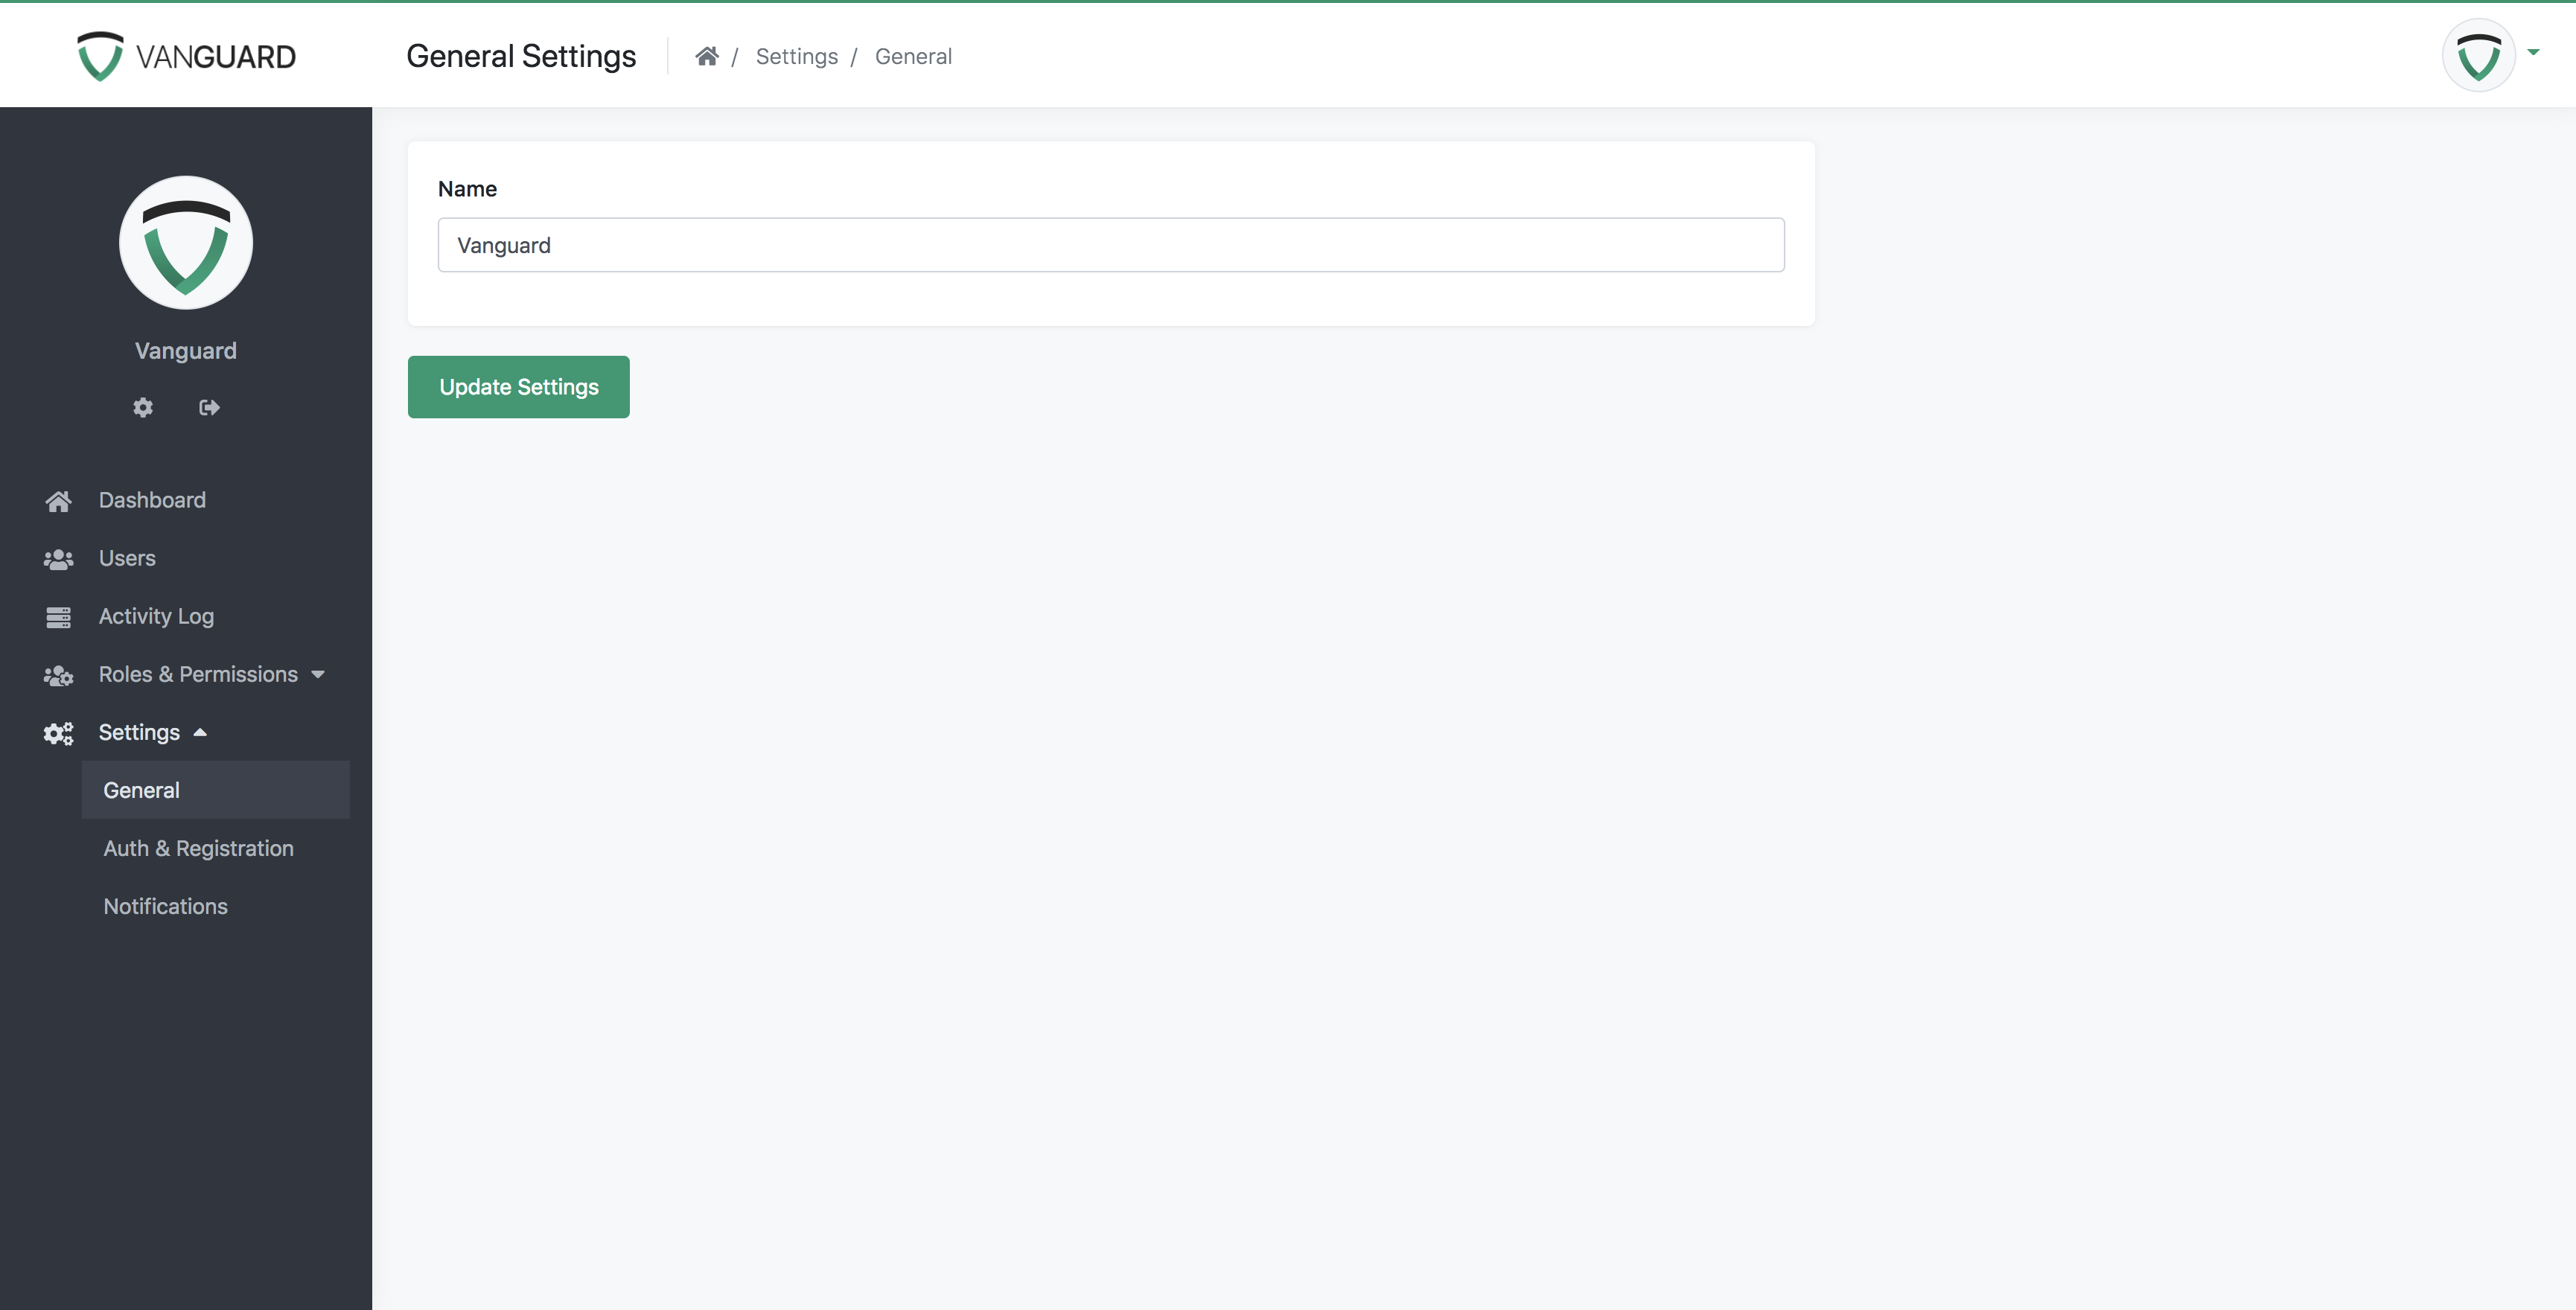 VANGUARD
General Settings
/ Settings / General
Name
Vanguard
Update Settings
Vanguard
Dashboard
Users
Activity Log
Roles & Permissions
Settings
General
Auth & Registration
Notifications